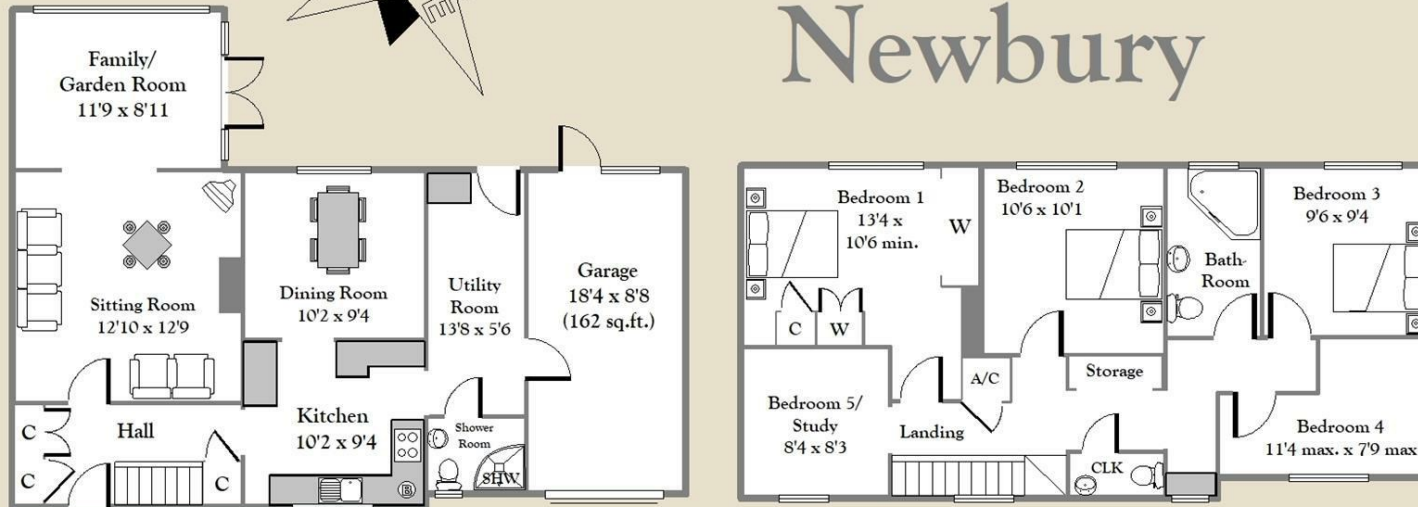 E
Newbury
Family/
Garden Room
11'9 x 8'11
Sitting Room
12'10 x 12'9
Dining Room
10'2 x 9'4
Utility
Room
13'8 x 5'6
Garage
18'4 x 8'8
(162 sq.ft.)
Kitchen
10'2 x 9'4
Shower
Room
SHW
B
Hall
C
C
C
Bedroom 1
13'4 x
10'6 min.
W
C
W
Bedroom 2
10'6 x 10'1
Bath-
Room
Bedroom 3
9'6 x 9'4
Bedroom 5/
Study
8'4 x 8'3
Landing
A/C
Storage
CLK
Bedroom 4
11'4 max. x 7'9 max